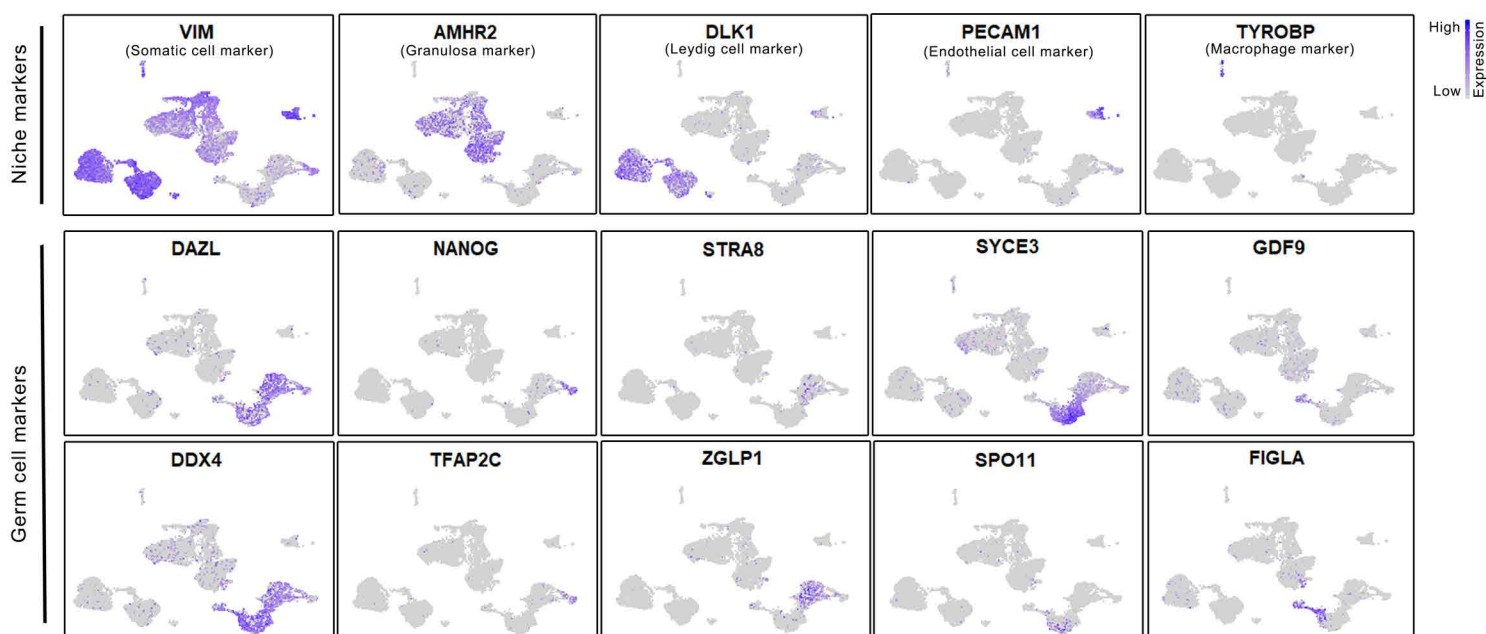 Niche markers
VIM
(Somatic cell marker)
AMHR2
(Granulosa marker)
DLK1
(Leydig cell marker)
PECAM1
(Endothelial cell marker)
TYROBP
(Macrophage marker)
High
Low
Expression
Germ cell markers
DAZL
NANOG
STRA8
SYCE3
GDF9
DDX4
TFAP2C
ZGLP1
SPO11
FIGLA